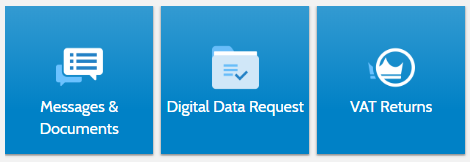 Messages &
Documents
Digital Data Request
VAT Returns